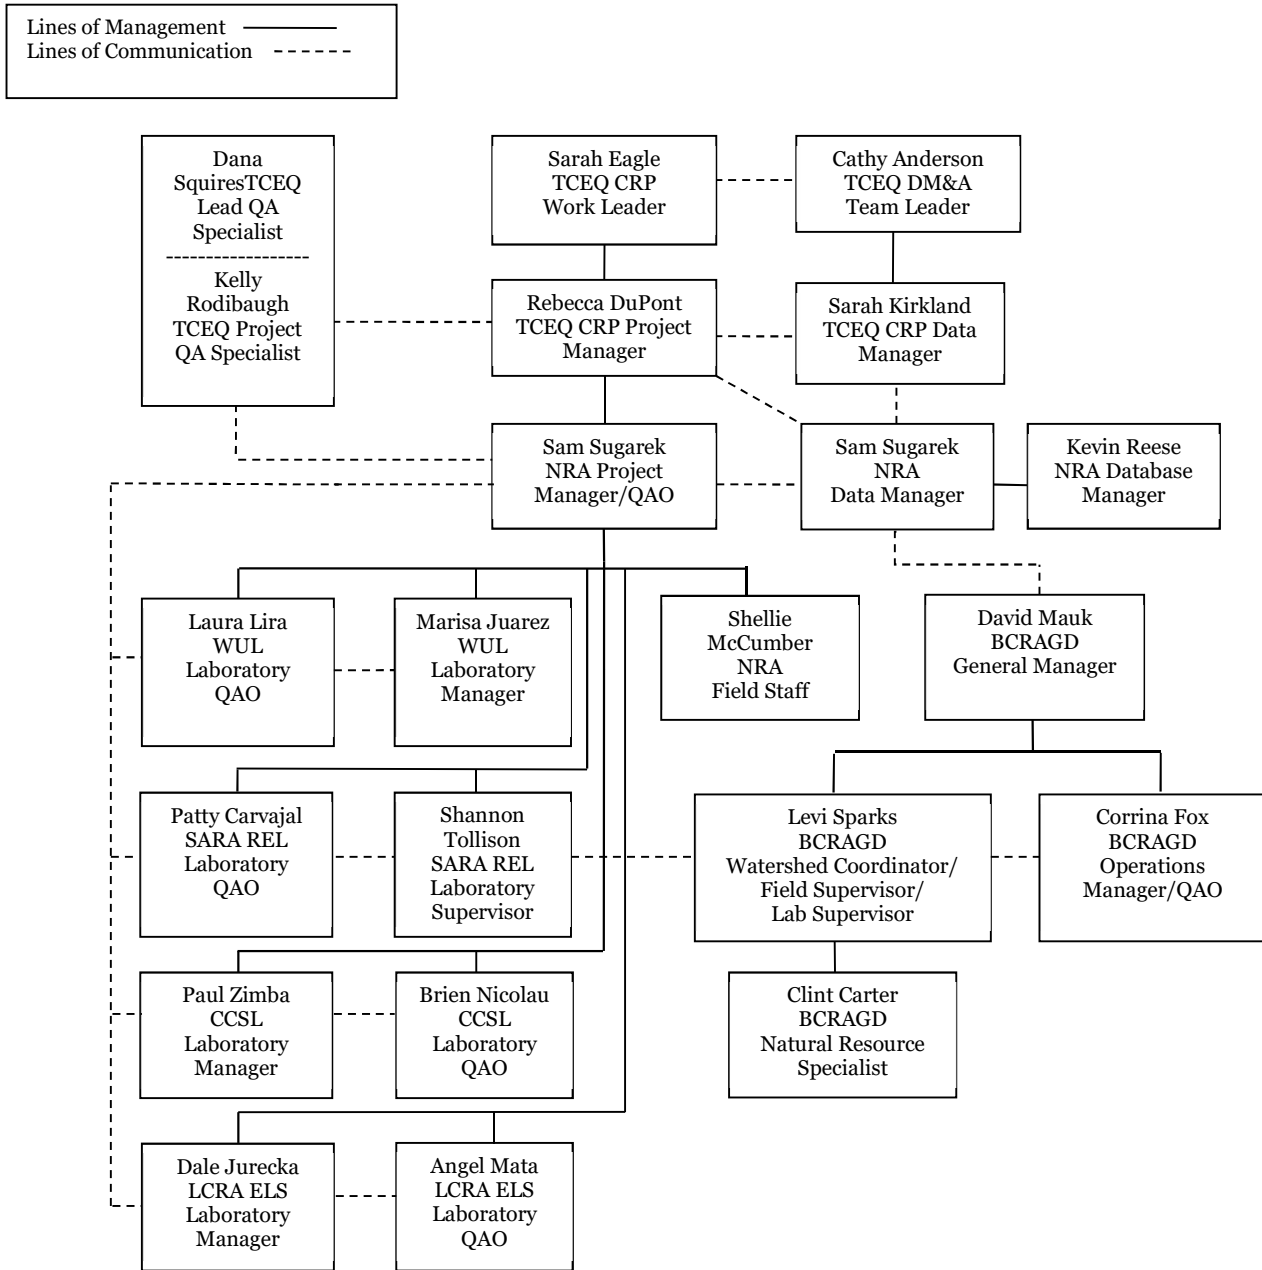 Lines of Management
Lines of Communication
Dana
SquiresTCEQ
Lead QA
Specialist
Kelly
Rodibaugh
TCEQ Project
QA Specialist
Sarah Eagle
TCEQ CRP
Work Leader
Cathy Anderson
TCEQ DM&A
Team Leader
Rebecca DuPont
TCEQ CRP Project
Manager
Sarah Kirkland
TCEQ CRP Data
Manager
Sam Sugarek
NRA Project
Manager/QAO
Sam Sugarek
NRA
Data Manager
Kevin Reese
NRA Database
Manager
Laura Lira
WUL
Laboratory
QAO
Marisa Juarez
WUL
Laboratory
Manager
Shellie
McCumber
NRA
Field Staff
David Mauk
BCRAGD
General Manager
Patty Carvajal
SARA REL
Laboratory
QAO
Shannon
Tollison
SARA REL
Laboratory
Supervisor
Levi Sparks
BCRAGD
Watershed Coordinator/
Field Supervisor/
Lab Supervisor
Corrina Fox
BCRAGD
Operations
Manager/QAO
Paul Zimba
CCSL
Laboratory
Manager
Brien Nicolau
CCSL
Laboratory
QAO
Clint Carter
BCRAGD
Natural Resource
Specialist
Dale Jurecka
LCRA ELS
Laboratory
Manager
Angel Mata
LCRA ELS
Laboratory
QAO